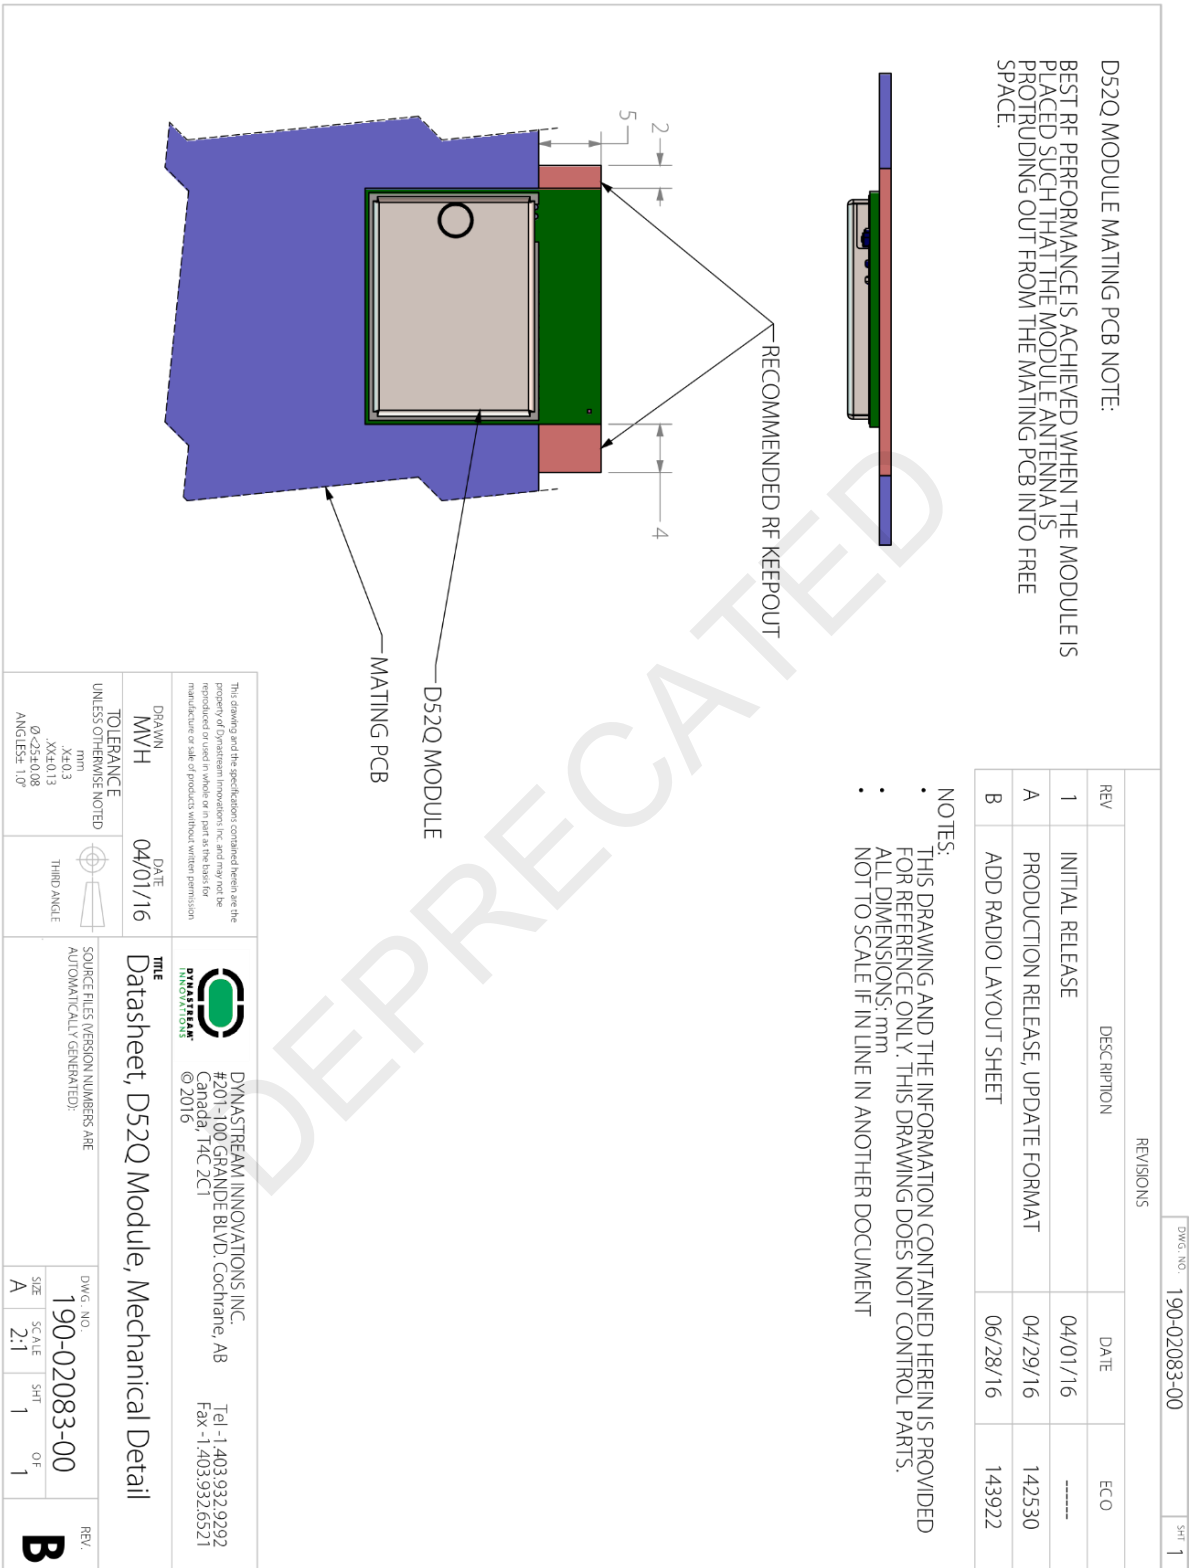 DWG. NO. 190-02083-00 SHT 1
REVISIONS
REV DESCRIPTION DATE ECO
1 INITIAL RELEASE 04/01/16 ------
A PRODUCTION RELEASE, UPDATE FORMAT 04/29/16 142530
B ADD RADIO LAYOUT SHEET 06/28/16 143922
D52Q MODULE MATING PCB NOTE:
BEST RF PERFORMANCE IS ACHIEVED WHEN THE MODULE IS
PLACED SUCH THAT THE MODULE ANTENNA IS
PROTRUDING OUT FROM THE MATING PCB INTO FREE
SPACE.
NOTES:
• THIS DRAWING AND THE INFORMATION CONTAINED HEREIN IS PROVIDED
FOR REFERENCE ONLY. THIS DRAWING DOES NOT CONTROL PARTS.
• ALL DIMENSIONS: mm
• NOT TO SCALE IF IN LINE IN ANOTHER DOCUMENT
RECOMMENDED RF KEEPOUT
2
4
5
D52Q MODULE
MATING PCB
DEPRECATED
This drawing and the specifications contained herein are the
property of Dynastream Innovations Inc. and may not be
reproduced or used in whole or in part as the basis for
manufacture or sale of products without written permission
DRAWN DATE
MVH 04/01/16
TOLERANCE
UNLESS OTHERWISE NOTED
mm
.X±0.3
.XX±0.13
Ø<25±0.08
ANGLES± 1.0°
THIRD ANGLE
DYNASTREAM
INNOVATIONS
DYNASTREAM INNOVATIONS INC.
#201-100 GRANDE BLVD. Cochrane, AB
Canada, T4C 2C1
© 2016
Tel -1.403.932.9292
Fax -1.403.932.6521
TITLE
Datasheet, D52Q Module, Mechanical Detail
SOURCE FILES (VERSION NUMBERS ARE
AUTOMATICALLY GENERATED):
DWG. NO.
190-02083-00
SIZE SCALE SHT OF
A 2:1 1 1
REV.
B